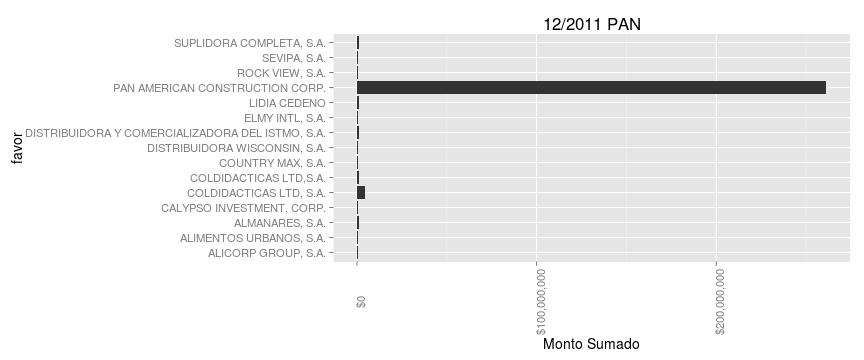 12/2011 PAN
favor
SUPLIDORA COMPLETA, S.A.
SEVIPA, S.A.
ROCK VIEW, S.A.
PAN AMERICAN CONSTRUCTION CORP.
LIDIA CEDENO
ELMY INTL, S.A.
DISTRIBUIDORA Y COMERCIALIZADORA DEL ISTMO, S.A.
DISTRIBUIDORA WISCONSIN, S.A.
COUNTRY MAX, S.A.
COLDIDACTICAS LTD,S.A.
COLDIDACTICAS LTD, S.A.
CALYPSO INVESTMENT, CORP.
ALMANARES, S.A.
ALIMENTOS URBANOS, S.A.
ALICORP GROUP, S.A.
$0
$100,000,000
$200,000,000
Monto Sumado